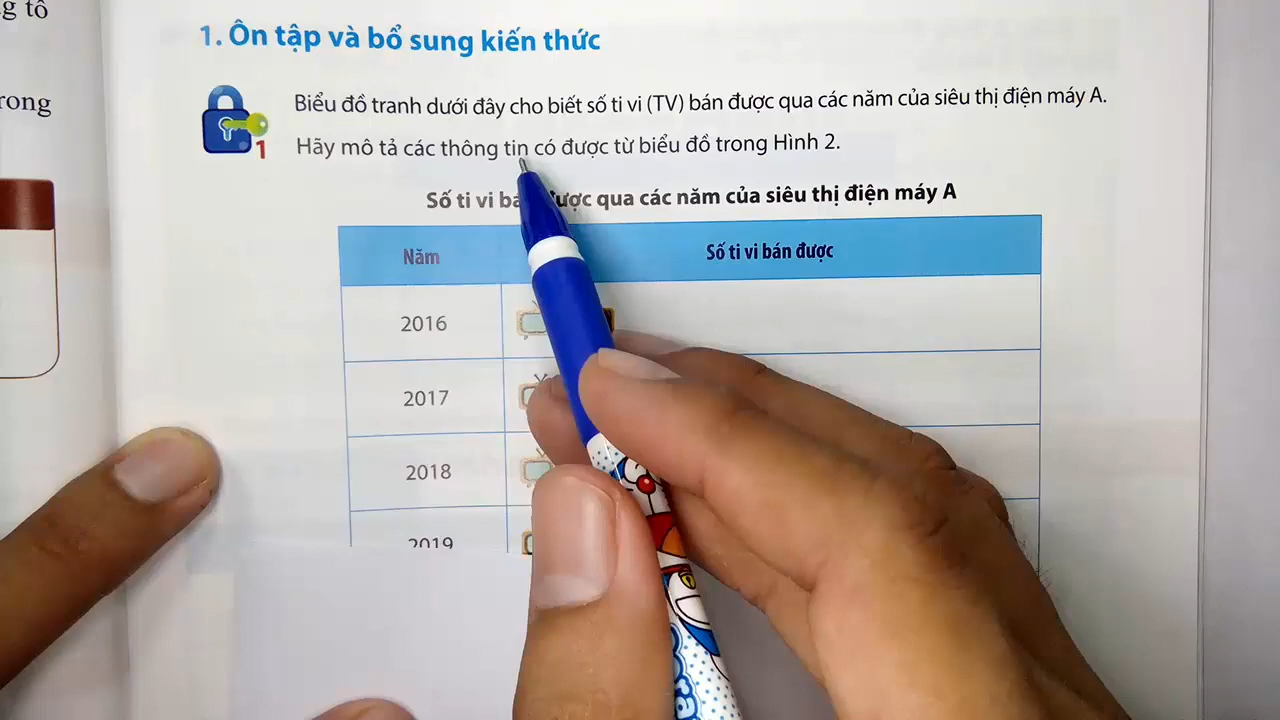 g tô
rong
1. Ôn tập và bổ sung kiến thức
1
Biểu đồ tranh dưới đây cho biết số ti vi (TV) bán được qua các năm của siêu thị điện máy A.
Hãy mô tả các thông tin có được từ biểu đồ trong Hình 2.
Số ti vi bán được qua các năm của siêu thị điện máy A
Năm Số ti vi bán được
2016
2017
2018
2019